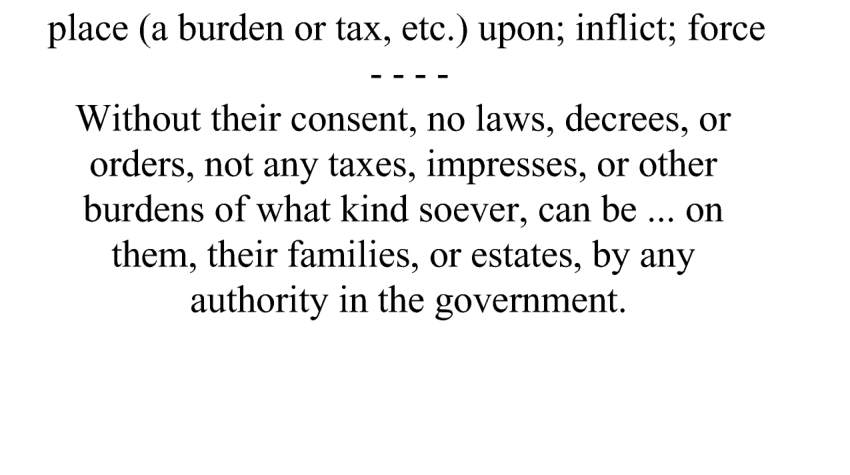 place (a burden or tax, etc.) upon; inflict; force
- - - -
Without their consent, no laws, decrees, or
orders, not any taxes, impresses, or other
burdens of what kind soever, can be ... on
them, their families, or estates, by any
authority in the government.